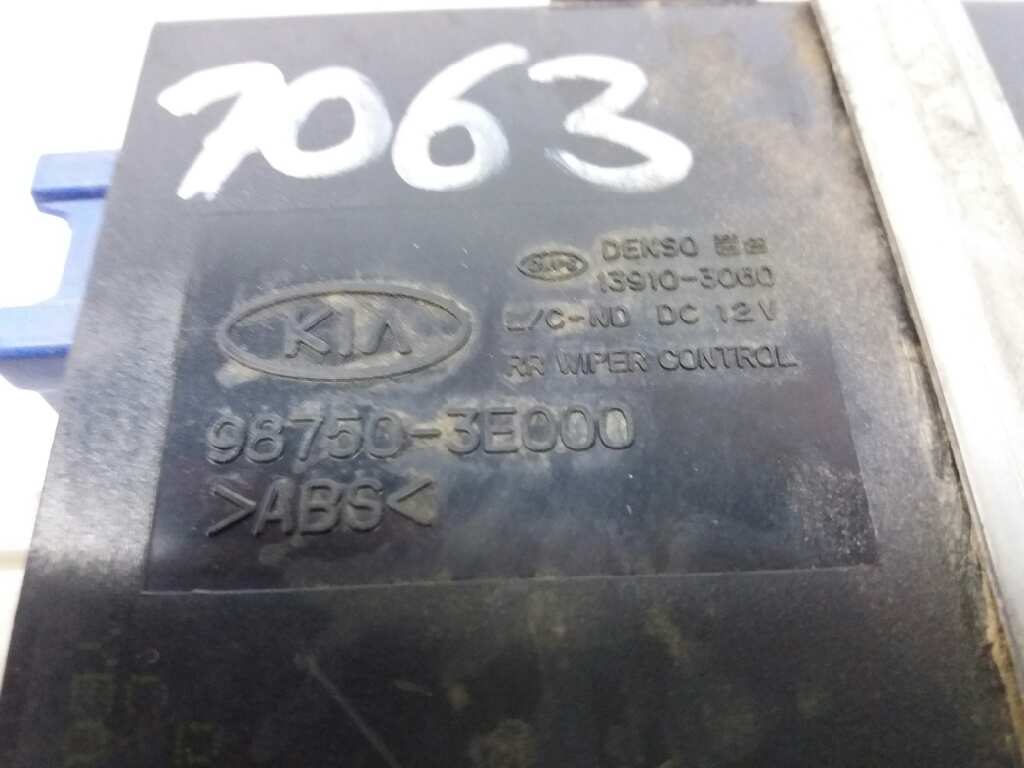 7063
DENSO
13910-3060
L/C-ND DC 12V
KIA
RR WIPER CONTROL
98750-3E000
>ABS<